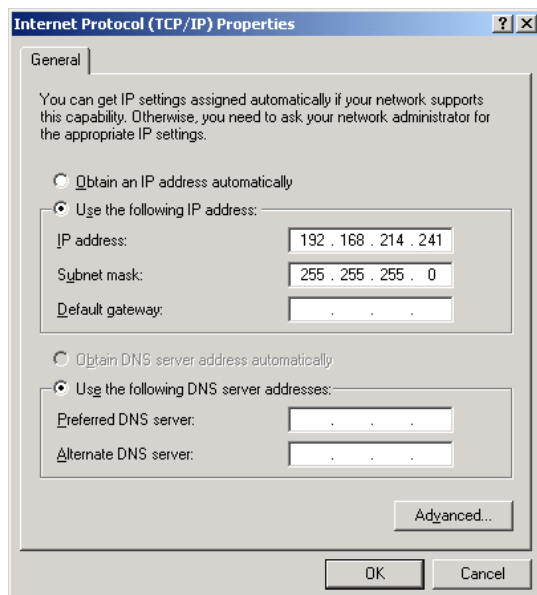 Internet Protocol (TCP/IP) Properties
General
You can get IP settings assigned automatically if your network supports
this capability. Otherwise, you need to ask your network administrator for
the appropriate IP settings.
Obtain an IP address automatically
Use the following IP address:
IP address: 192 . 168 . 214 . 241
Subnet mask: 255 . 255 . 255 . 0
Default gateway: . . .
Obtain DNS server address automatically
Use the following DNS server addresses:
Preferred DNS server: . . .
Alternate DNS server: . . .
Advanced...
OK Cancel